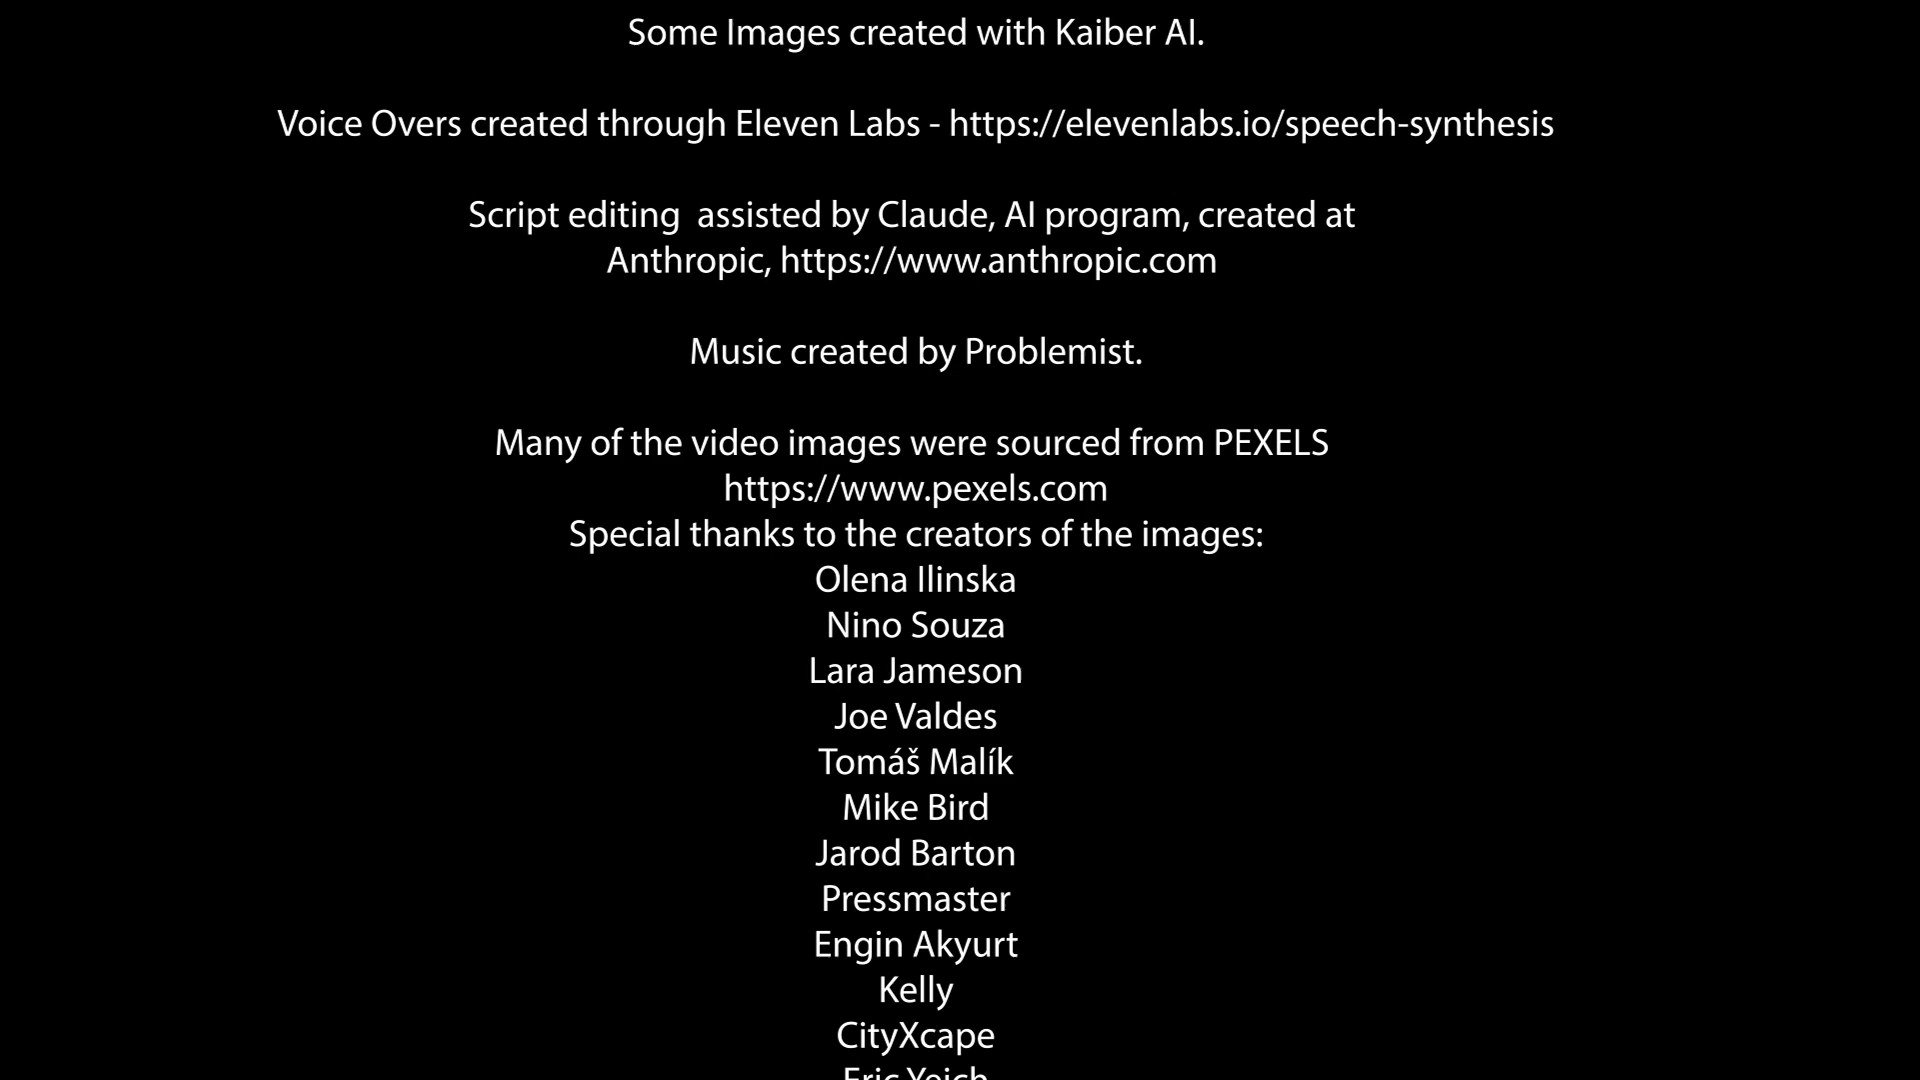 Some Images created with Kaiber AI.
Voice Overs created through Eleven Labs - https://elevenlabs.io/speech-synthesis
Script editing  assisted by Claude, AI program, created at
Anthropic, https://www.anthropic.com
Music created by Problemist.
Many of the video images were sourced from PEXELS
https://www.pexels.com
Special thanks to the creators of the images:
Olena Ilinska
Nino Souza
Lara Jameson
Joe Valdes
Tomáš Malík
Mike Bird
Jarod Barton
Pressmaster
Engin Akyurt
Kelly
CityXcape
Eric